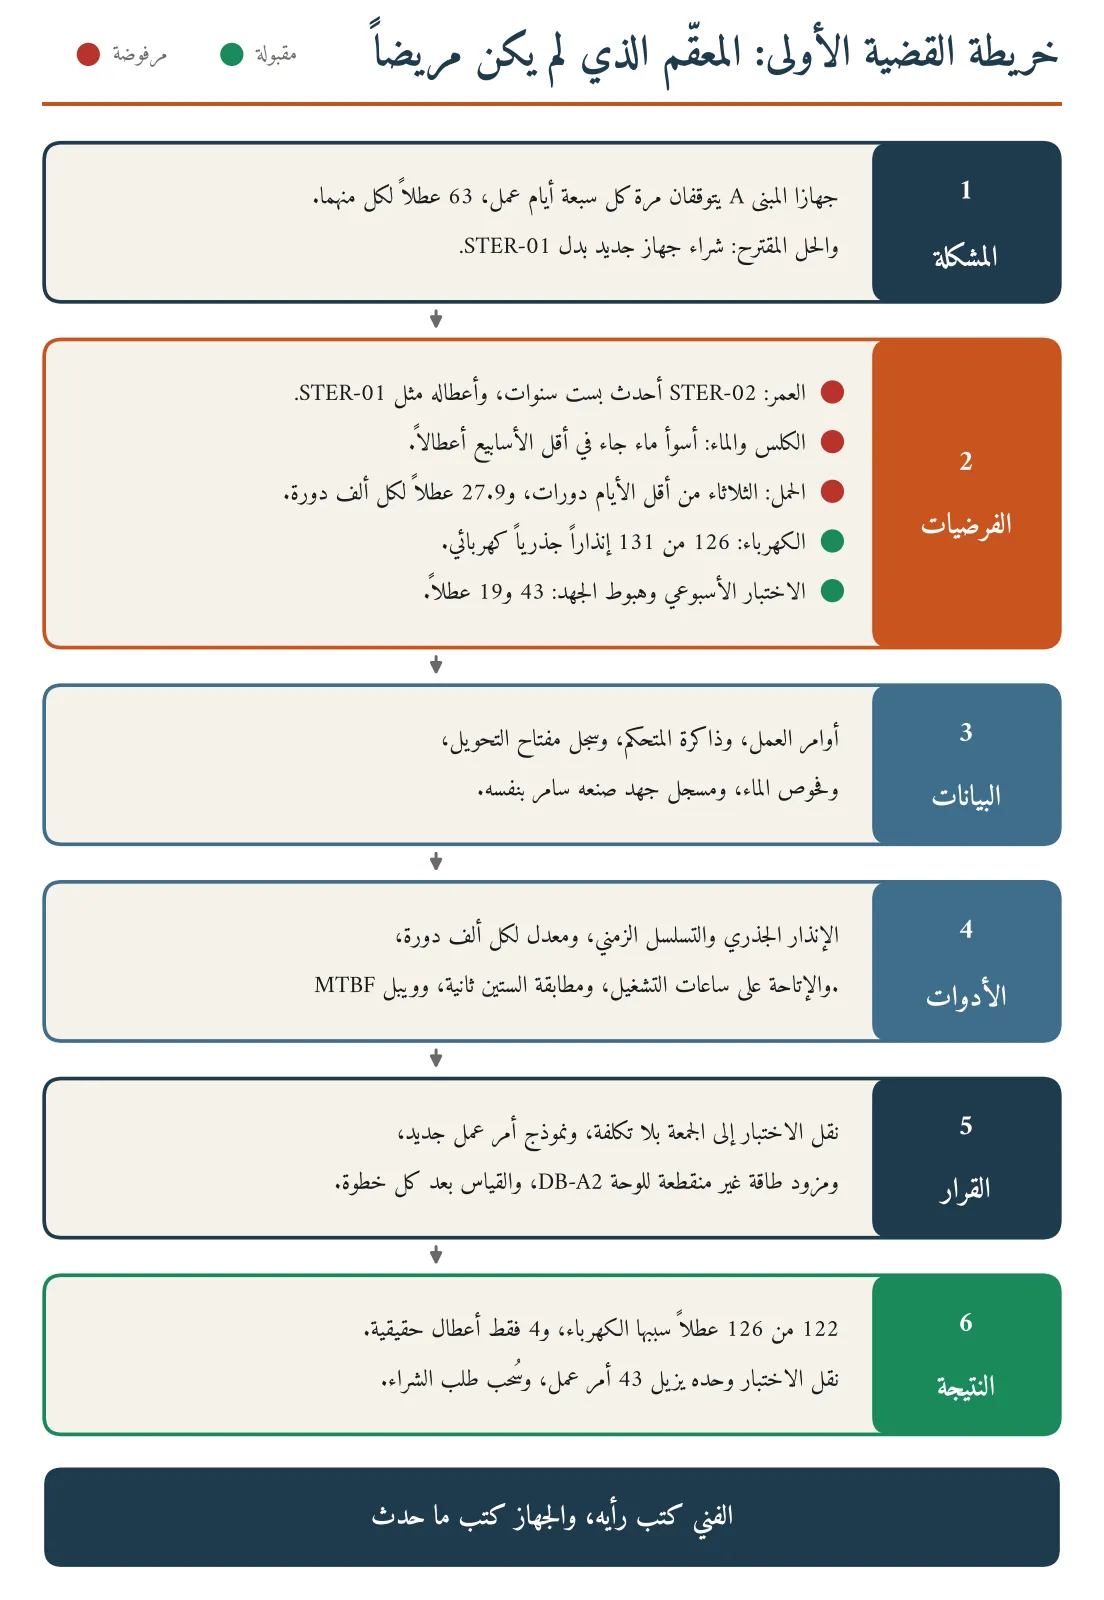 خريطة القضية الأولى: المعقّم الذي لم يكن مريضاً
مقبولة
مرفوضة
1
المشكلة
جهازا المبنى A يتوقفان مرة كل سبعة أيام عمل، 63 عطلاً لكل منهما.
والحل المقترح: شراء جهاز جديد بدل STER-01.
2
الفرضيات
العمر: STER-02 أحدث بست سنوات، وأعطاله مثل STER-01.
الكلس والماء: أسوأ ماء جاء في أقل الأسابيع أعطالاً.
الحمل: الثلاثاء من أقل الأيام دورات، و27.9 عطلاً لكل ألف دورة.
الكهرباء: 126 من 131 إنذاراً جذرياً كهربائي.
الاختبار الأسبوعي وهبوط الجهد: 43 و19 عطلاً.
3
البيانات
أوامر العمل، وذاكرة المتحكم، وسجل مفتاح التحويل،
وفحوص الماء، ومسجل جهد صنعه سامر بنفسه.
4
الأدوات
الإنذار الجذري والتسلسل الزمني، ومعدل لكل ألف دورة،
والإتاحة على ساعات التشغيل، ومطابقة الستين ثانية، وويبل MTBF.
5
القرار
نقل الاختبار إلى الجمعة بلا تكلفة، ونموذج أمر عمل جديد،
ومزود طاقة غير منقطعة للوحة DB-A2، والقياس بعد كل خطوة.
6
النتيجة
122 من 126 عطلاً سببها الكهرباء، و4 فقط أعطال حقيقية.
نقل الاختبار وحده يزيل 43 أمر عمل، وسُحب طلب الشراء.
الفني كتب رأيه، والجهاز كتب ما حدث